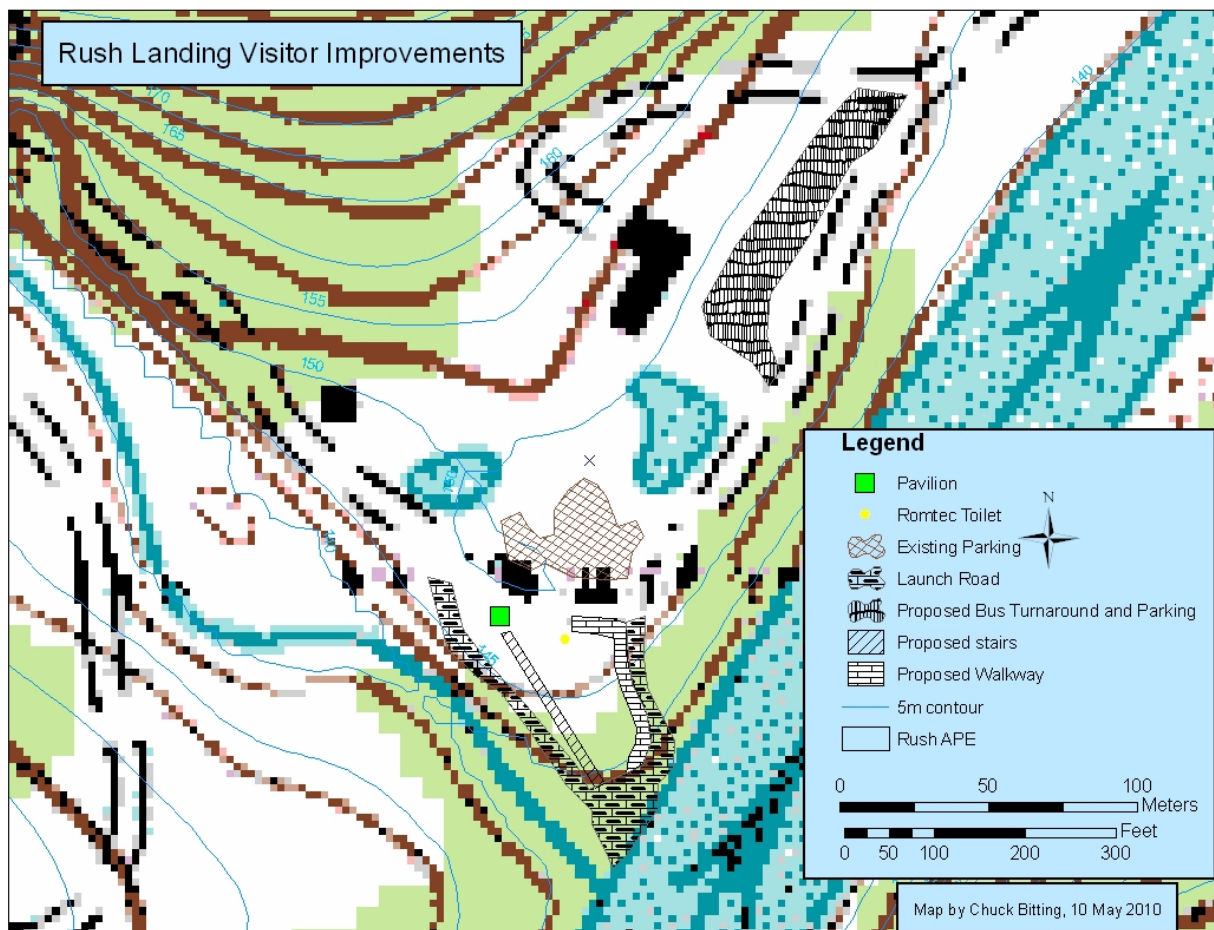 Rush Landing Visitor Improvements
170
165
160
155
150
140
150
140
145
Legend
Pavilion
Romtec Toilet
Existing Parking
Launch Road
Proposed Bus Turnaround and Parking
Proposed stairs
Proposed Walkway
5m contour
Rush APE
N
0 50 100
Meters
Feet
0 50 100 200 300
Map by Chuck Bitting, 10 May 2010